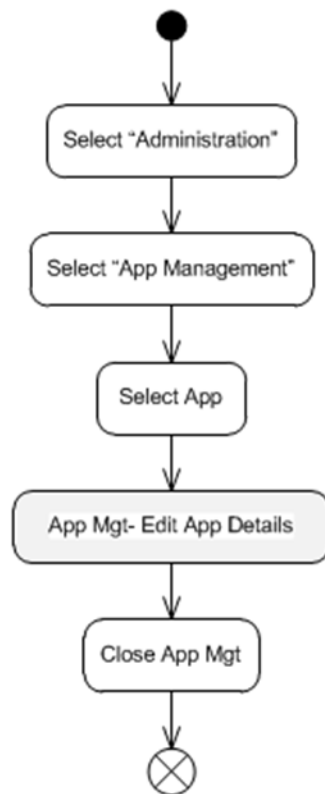 Select “Administration”
Select “App Management”
Select App
App Mgt- Edit App Details
Close App Mgt